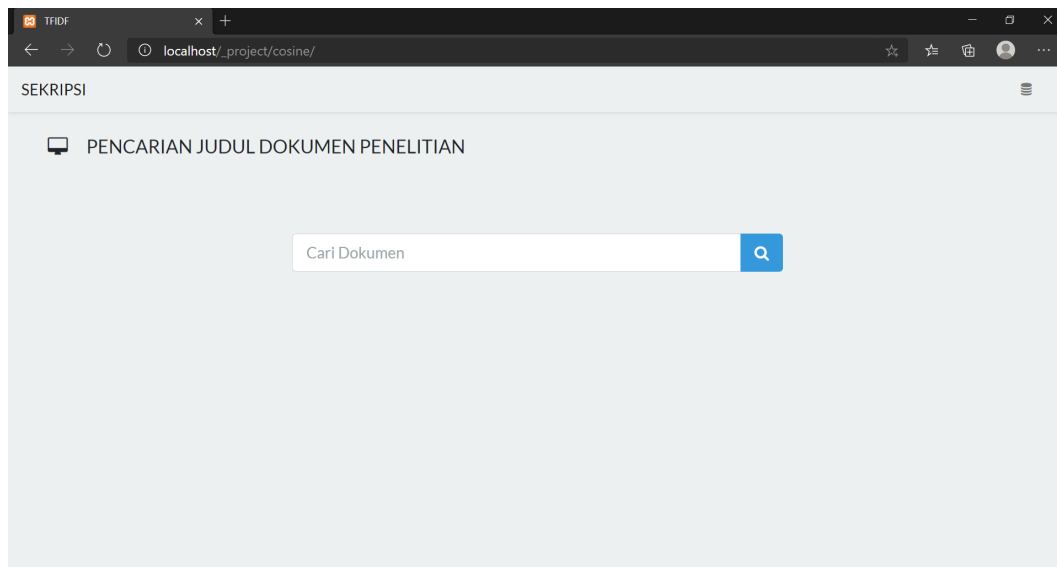 TFIDF
localhost/_project/cosine/
SEKRIPSI
PENCARIAN JUDUL DOKUMEN PENELITIAN
Cari Dokumen